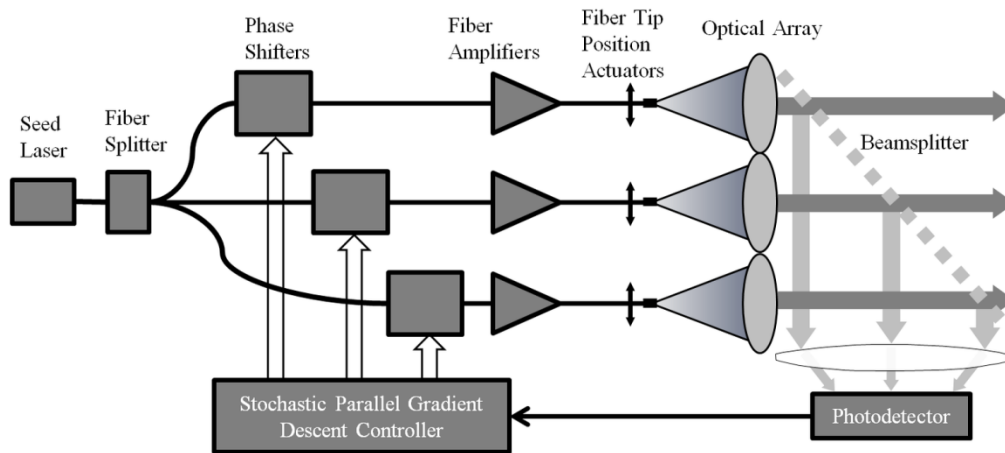 Phase
Shifters
Fiber
Amplifiers
Fiber Tip
Position
Actuators
Optical Array
Seed
Laser
Fiber
Splitter
Beamsplitter
Stochastic Parallel Gradient
Descent Controller
Photodetector